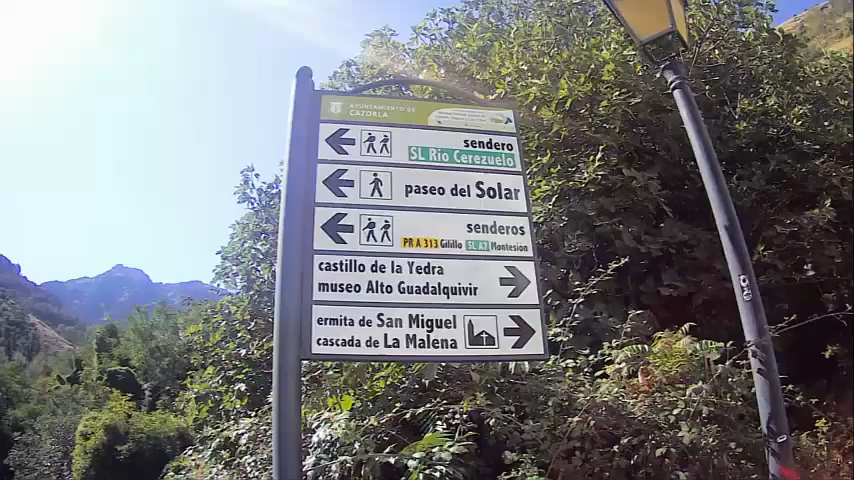 AYUNTAMIENTO DE
CAZORLA
sendero
SL Río Cerezuelo
paseo del Solar
senderos
PR A 313 Gilillo SL A7 Montesión
castillo de la Yedra
museo Alto Guadalquivir
ermita de San Miguel
cascada de La Malena